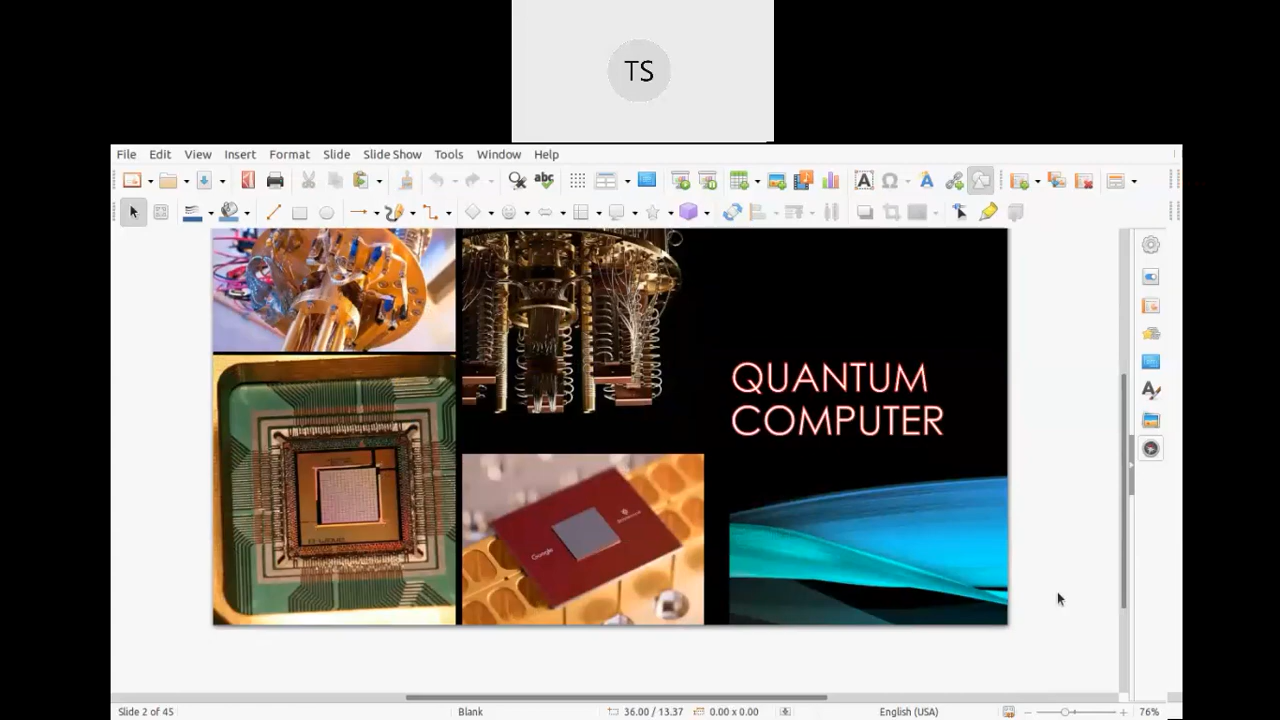 TS
File Edit View Insert Format Slide Slide Show Tools Window Help
abc
QUANTUM
COMPUTER
Google
Slide 2 of 45 Blank 36.00 / 13.37 0.00 x 0.00 English (USA) 76%